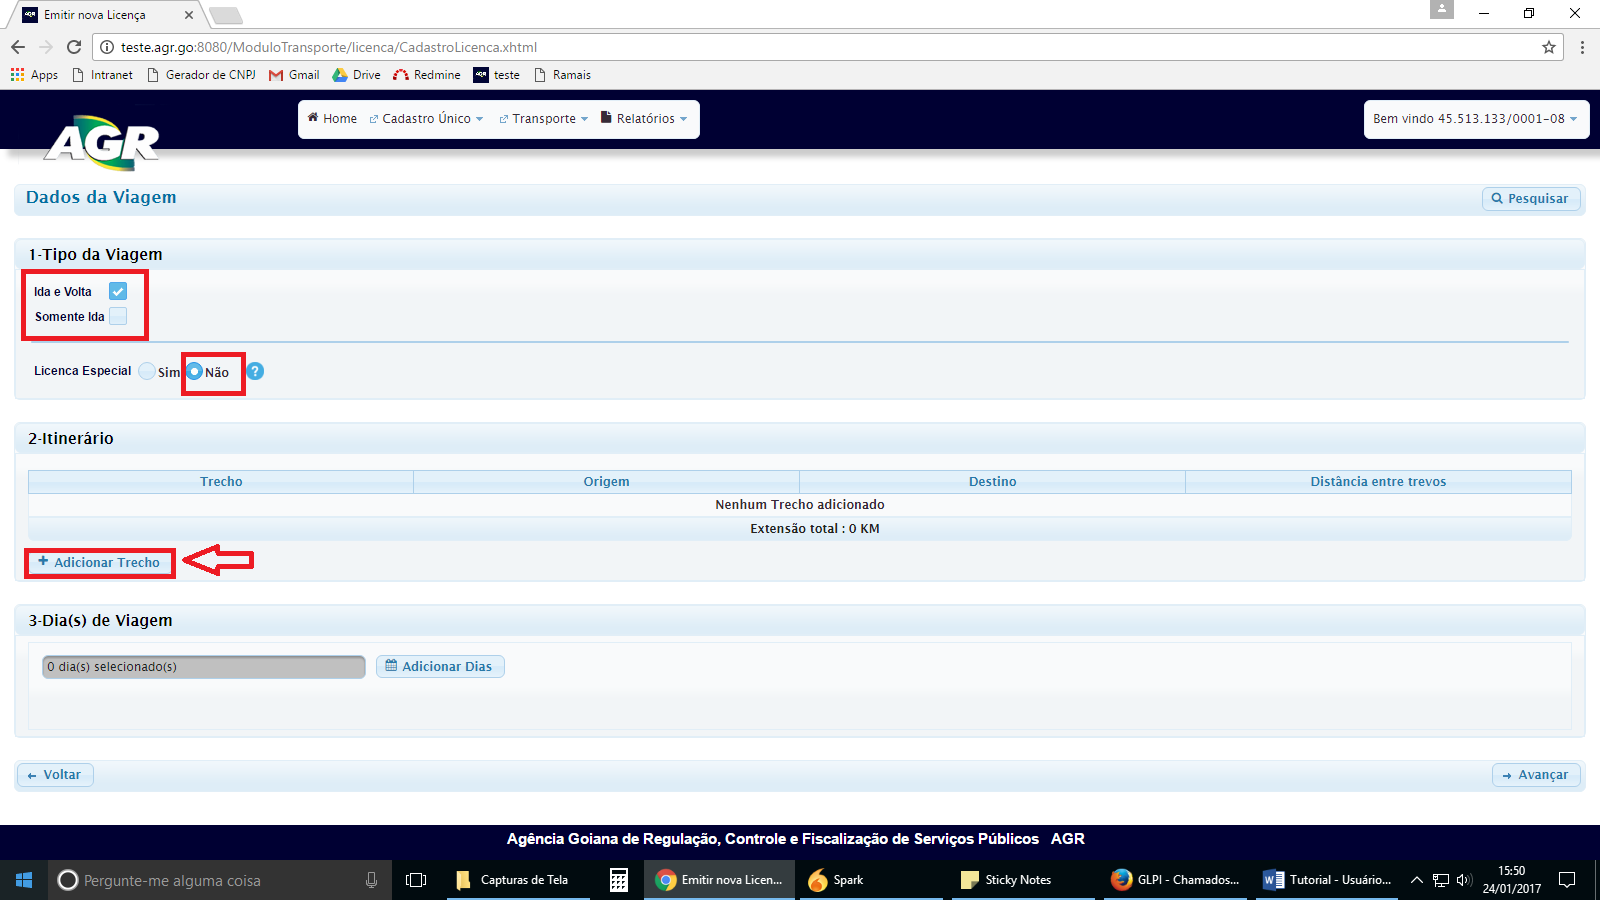 Emitir nova Licença
teste.agr.go:8080/ModuloTransporte/licenca/CadastroLicenca.xhtml
Apps Intranet Gerador de CNPJ Gmail Drive Redmine teste Ramais
AGR
Home Cadastro Único Transporte Relatórios
Bem vindo 45.513.133/0001-08
Dados da Viagem
Pesquisar
1-Tipo da Viagem
Ida e Volta
Somente Ida
Licenca Especial Sim Não ?
2-Itinerário
Trecho Origem Destino Distância entre trevos
Nenhum Trecho adicionado
Extensão total : 0 KM
+ Adicionar Trecho
3-Dia(s) de Viagem
0 dia(s) selecionado(s) Adicionar Dias
← Voltar
→ Avançar
Agência Goiana de Regulação, Controle e Fiscalização de Serviços Públicos AGR
Pergunte-me alguma coisa
Capturas de Tela
Emitir nova Licen...
Spark
Sticky Notes
GLPI - Chamados...
Tutorial - Usuário...
15:50
24/01/2017